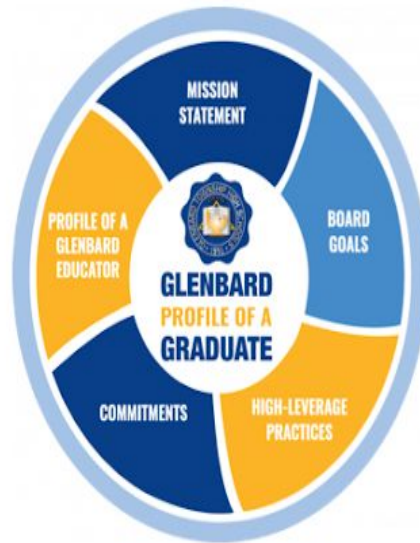 MISSION
STATEMENT
BOARD
GOALS
HIGH-LEVERAGE
PRACTICES
COMMITMENTS
PROFILE OF A
GLENBARD
EDUCATOR
GLENBARD
PROFILE OF A
GRADUATE